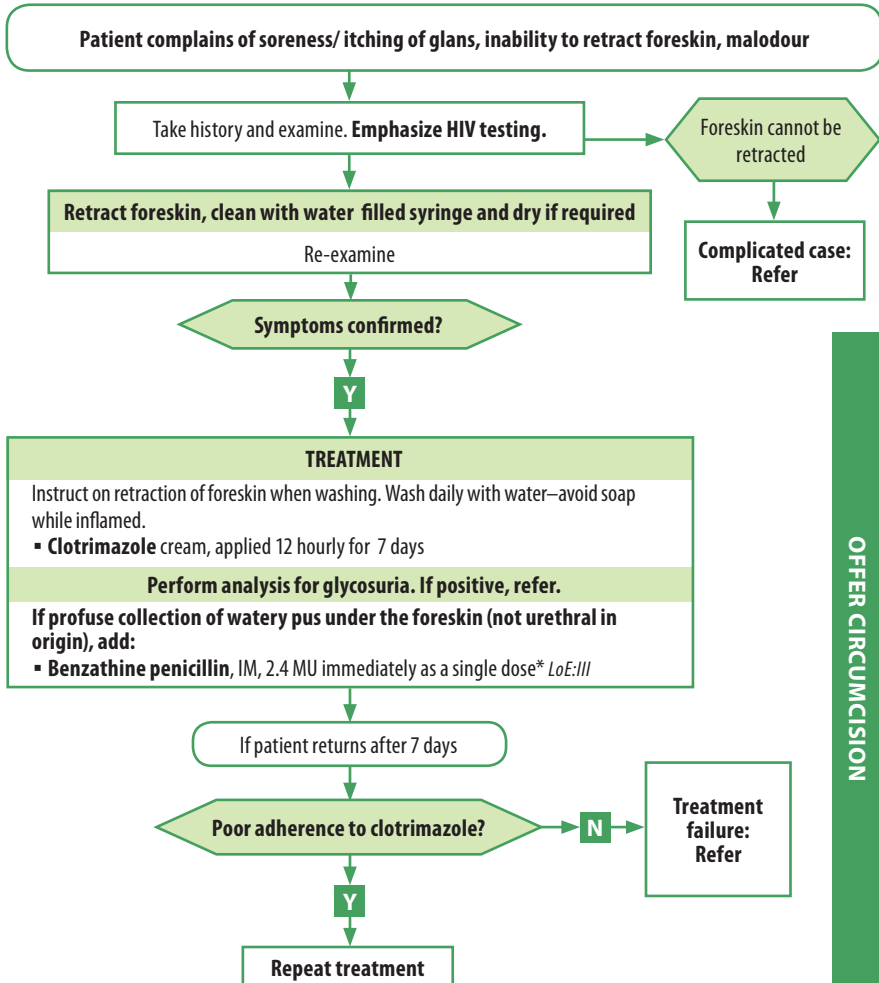 Patient complains of soreness/ itching of glans, inability to retract foreskin, malodour
Take history and examine. Emphasize HIV testing.
Foreskin cannot be
retracted
Retract foreskin, clean with water filled syringe and dry if required
Re-examine
Complicated case:
Refer
Symptoms confirmed?
Y
TREATMENT
Instruct on retraction of foreskin when washing. Wash daily with water–avoid soap
while inflamed.
▪ Clotrimazole cream, applied 12 hourly for 7 days
Perform analysis for glycosuria. If positive, refer.
If profuse collection of watery pus under the foreskin (not urethral in
origin), add:
▪ Benzathine penicillin, IM, 2.4 MU immediately as a single dose* LoE:III
If patient returns after 7 days
Poor adherence to clotrimazole?
N
Treatment
failure:
Refer
Y
Repeat treatment
OFFER CIRCUMCISION